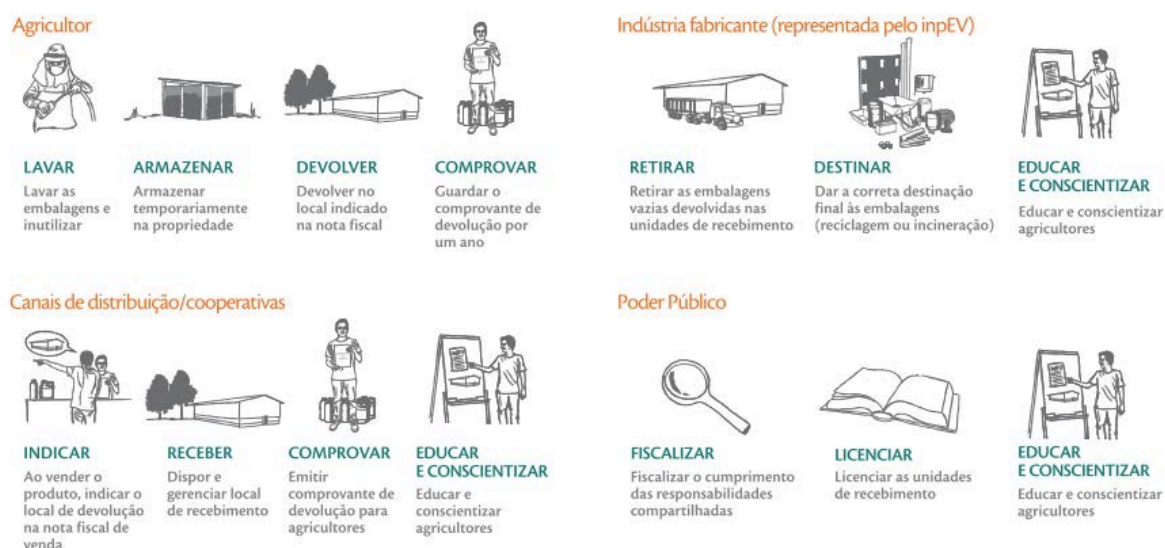 Agricultor
LAVAR
Lavar as
embalagens e
inutilizar
ARMAZENAR
Armazenar
temporariamente
na propriedade
DEVOLVER
Devolver no
local indicado
na nota fiscal
COMPROVAR
Guardar o
comprovante de
devolução por
um ano
Indústria fabricante (representada pelo inpEV)
RETIRAR
Retirar as embalagens
vazias devolvidas nas
unidades de recebimento
DESTINAR
Dar a correta destinação
final às embalagens
(reciclagem ou incineração)
EDUCAR
E CONSCIENTIZAR
Educar e conscientizar
agricultores
Canais de distribuição/cooperativas
INDICAR
Ao vender o
produto, indicar o
local de devolução
na nota fiscal de
venda
RECEBER
Dispor e
gerenciar local
de recebimento
COMPROVAR
Emitir
comprovante de
devolução para
agricultores
EDUCAR
E CONSCIENTIZAR
Educar e
conscientizar
agricultores
Poder Público
FISCALIZAR
Fiscalizar o cumprimento
das responsabilidades
compartilhadas
LICENCIAR
Licenciar as unidades
de recebimento
EDUCAR
E CONSCIENTIZAR
Educar e conscientizar
agricultores